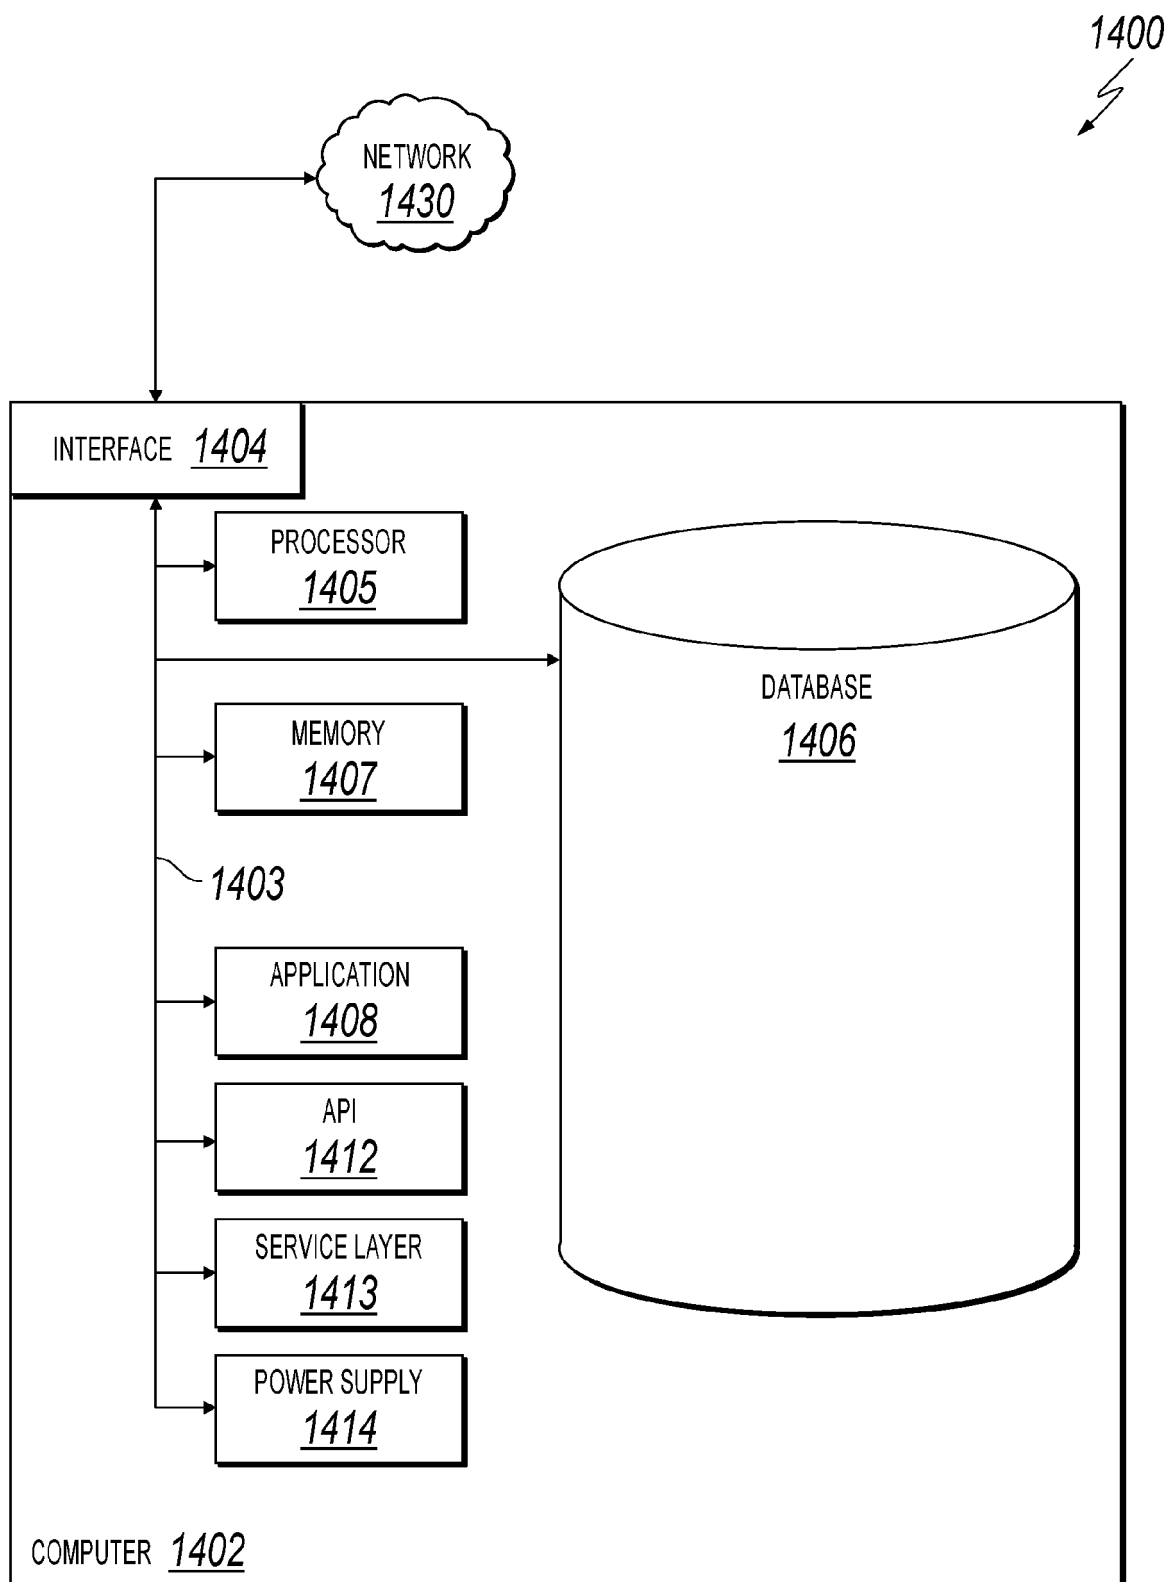 1400
NETWORK
1430
INTERFACE 1404
PROCESSOR
1405
DATABASE
1406
MEMORY
1407
1403
APPLICATION
1408
API
1412
SERVICE LAYER
1413
POWER SUPPLY
1414
COMPUTER 1402